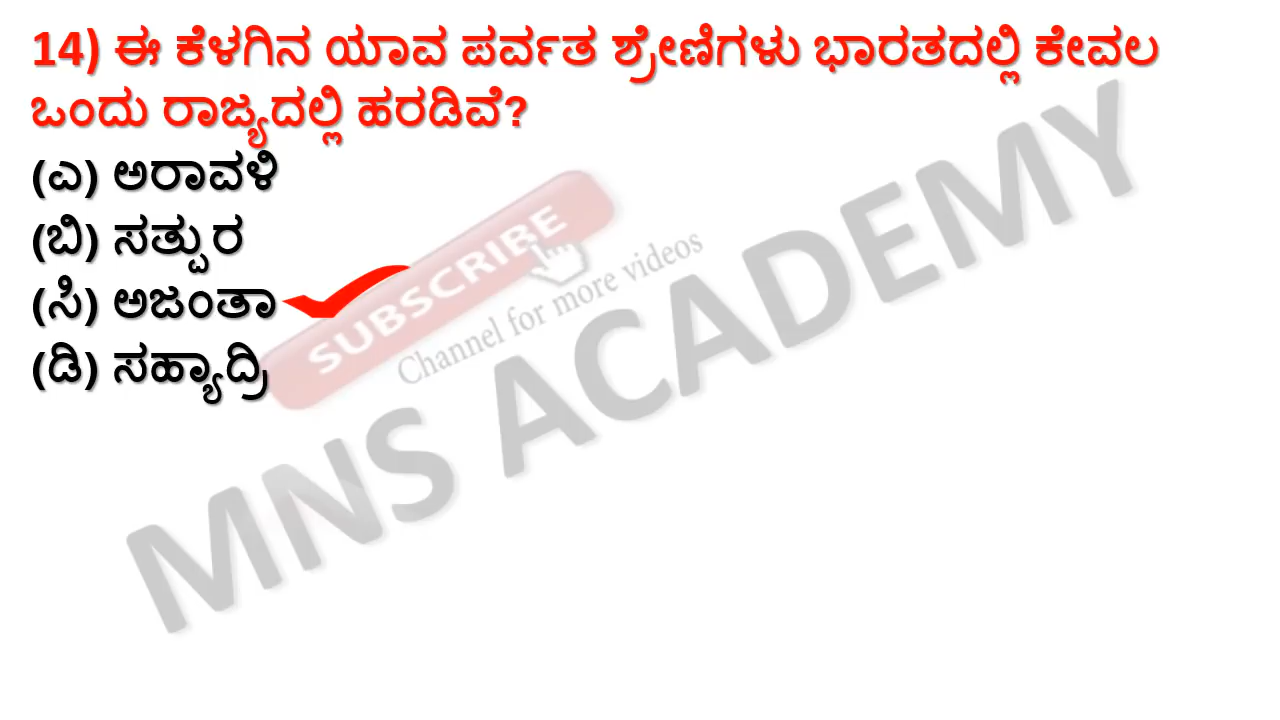 14) ಈ ಕೆಳಗಿನ ಯಾವ ಪರ್ವತ ಶ್ರೇಣಿಗಳು ಭಾರತದಲ್ಲಿ ಕೇವಲ
ಒಂದು ರಾಜ್ಯದಲ್ಲಿ ಹರಡಿವೆ?
(ಎ) ಅರಾವಳಿ
(ಬಿ) ಸತ್ಪುರ
(ಸಿ) ಅಜಂತಾ
(ಡಿ) ಸಹ್ಯಾದ್ರಿ
SUBSCRIBE
Channel for more videos
MNS ACADEMY